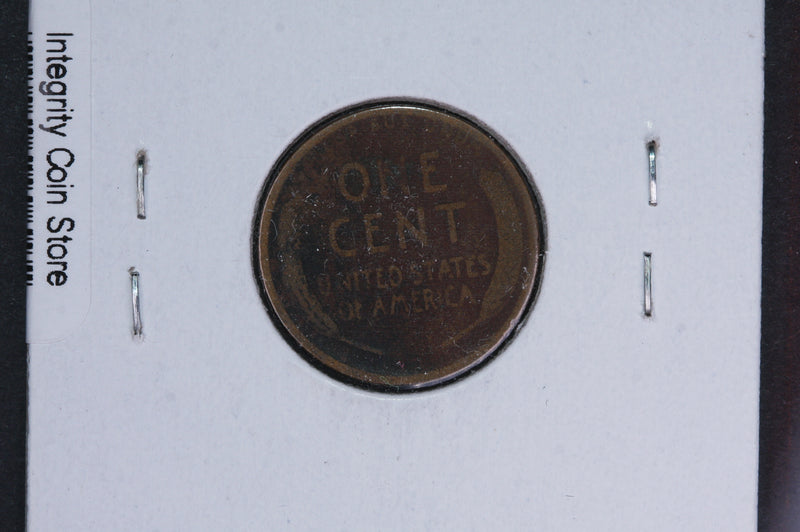 Integrity Coin Store
ONE
CENT
UNITED STATES
OF AMERICA